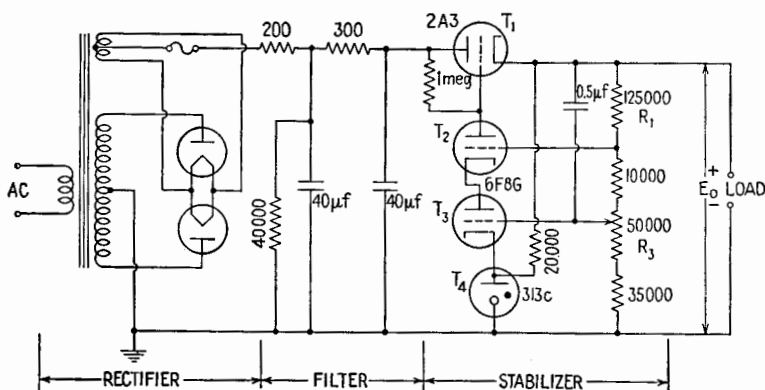 2A3
T1
200
300
1meg
0.5μf
125000
R1
T2
6F8G
10000
AC
E0
+
-
LOAD
T3
50000
R3
40000
40μf
40μf
20000
T4
313c
35000
RECTIFIER
FILTER
STABILIZER